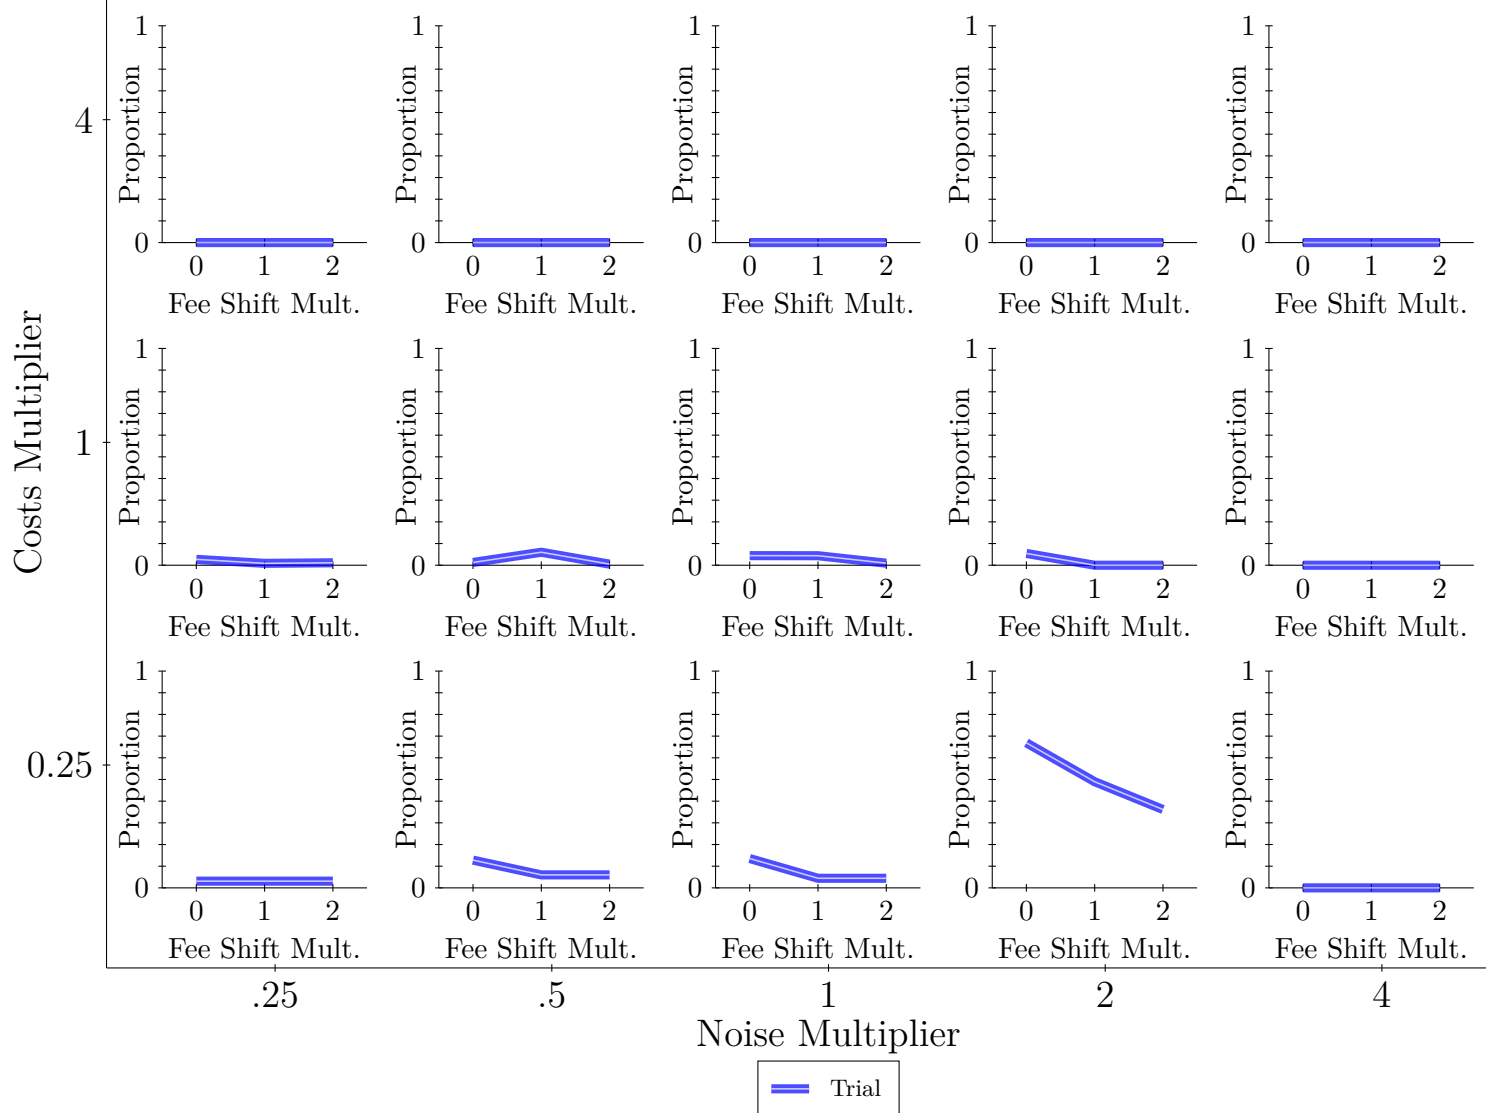 1 1 1 1 1
Proportion Proportion Proportion Proportion Proportion
4
0 0 0 0 0
0 1 2 0 1 2 0 1 2 0 1 2 0 1 2
Fee Shift Mult. Fee Shift Mult. Fee Shift Mult. Fee Shift Mult. Fee Shift Mult.
Costs Multiplier
1 1 1 1 1
Proportion Proportion Proportion Proportion Proportion
1
0 0 0 0 0
0 1 2 0 1 2 0 1 2 0 1 2 0 1 2
Fee Shift Mult. Fee Shift Mult. Fee Shift Mult. Fee Shift Mult. Fee Shift Mult.
1 1 1 1 1
Proportion Proportion Proportion Proportion Proportion
0.25
0 0 0 0 0
0 1 2 0 1 2 0 1 2 0 1 2 0 1 2
Fee Shift Mult. Fee Shift Mult. Fee Shift Mult. Fee Shift Mult. Fee Shift Mult.
.25 .5 1 2 4
Noise Multiplier
Trial